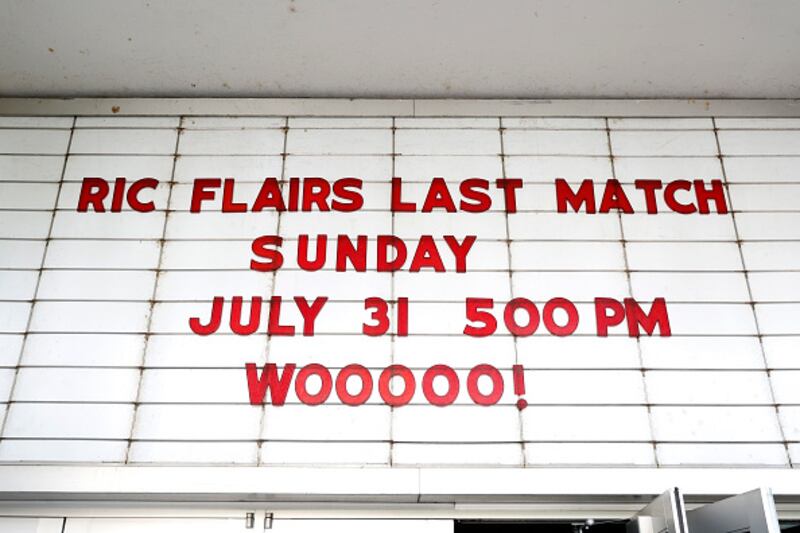 RIC FLAIRS LAST MATCH
SUNDAY
JULY 31 500 PM
WOOOOO!